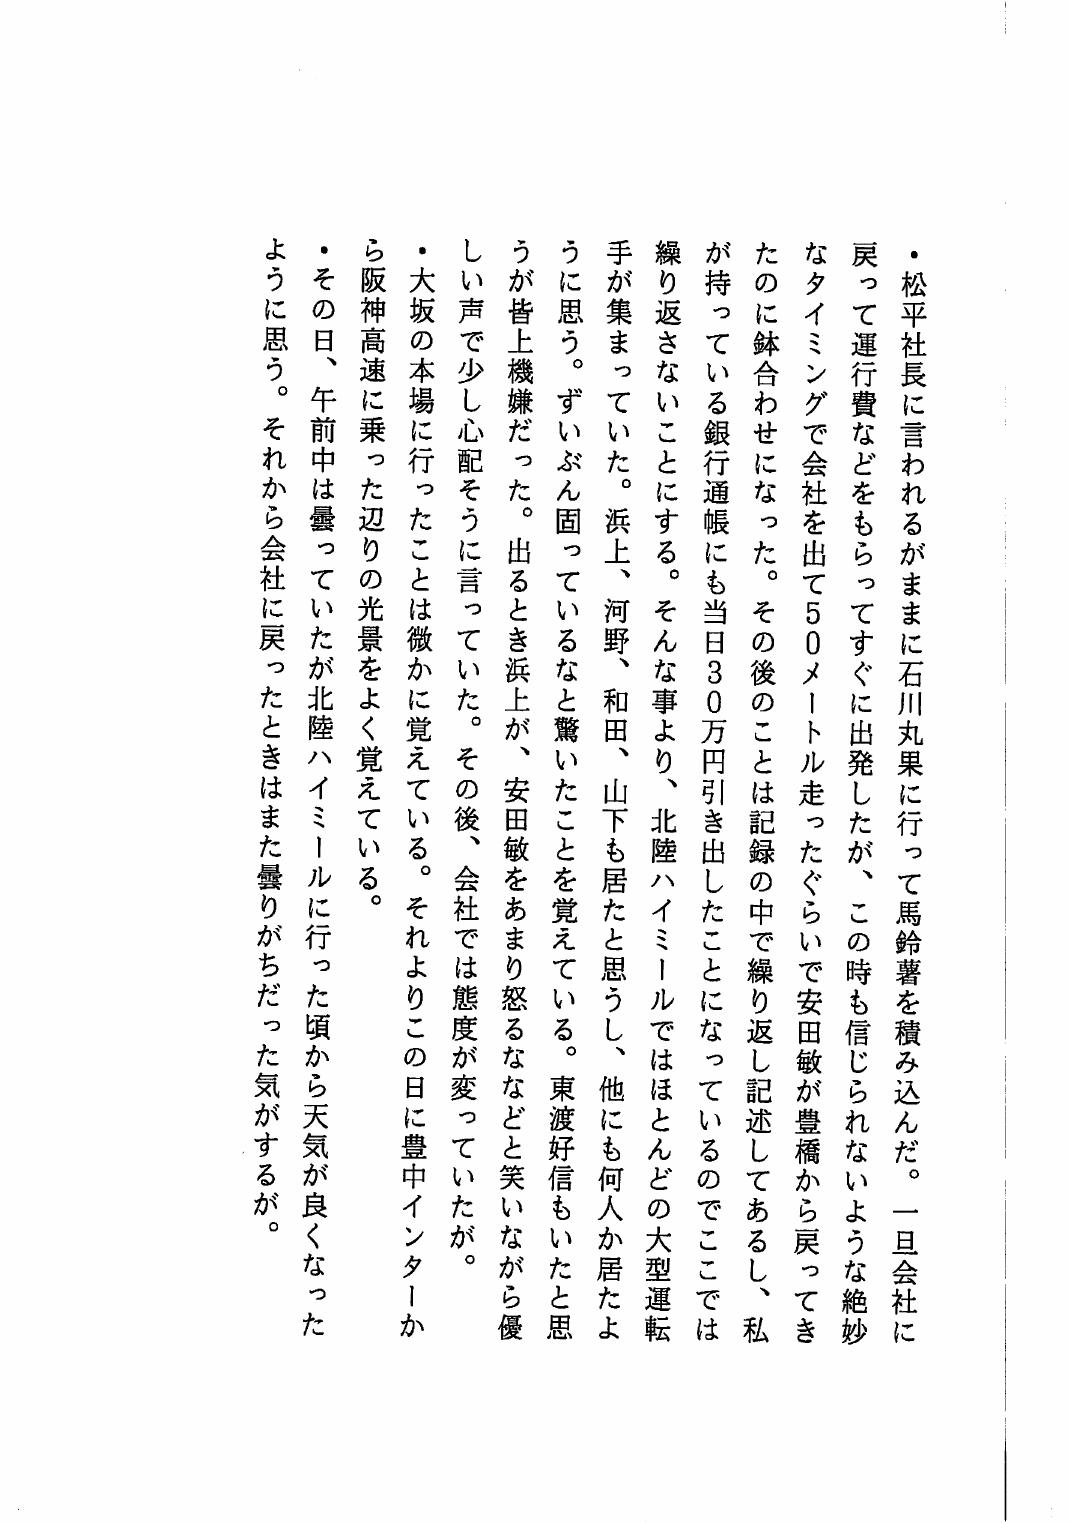 ・松平社長に言われるがままに石川丸果に行って馬鈴薯を積み込んだ。一旦会社に
戻って運行費などをもらってすぐに出発したが、この時も信じられないような絶妙
なタイミングで会社を出て５０メートル走ったぐらいで安田敏が豊橋から戻ってき
たのに鉢合わせになった。その後のことは記録の中で繰り返し記述してあるし、私
が持っている銀行通帳にも当日３０万円引き出したことになっているのでここでは
繰り返さないことにする。そんな事より、北陸ハイミールではほとんどの大型運転
手が集まっていた。浜上、河野、和田、山下も居たと思うし、他にも何人か居たよ
うに思う。ずいぶん固っているなと驚いたことを覚えている。東渡好信もいたと思
うが皆上機嫌だった。出るとき浜上が、安田敏をあまり怒るななどと笑いながら優
しい声で少し心配そうに言っていた。その後、会社では態度が変っていたが。
・大坂の本場に行ったことは微かに覚えている。それよりこの日に豊中インターか
ら阪神高速に乗った辺りの光景をよく覚えている。
・その日、午前中は曇っていたが北陸ハイミールに行った頃から天気が良くなった
ように思う。それから会社に戻ったときはまた曇りがちだった気がするが。